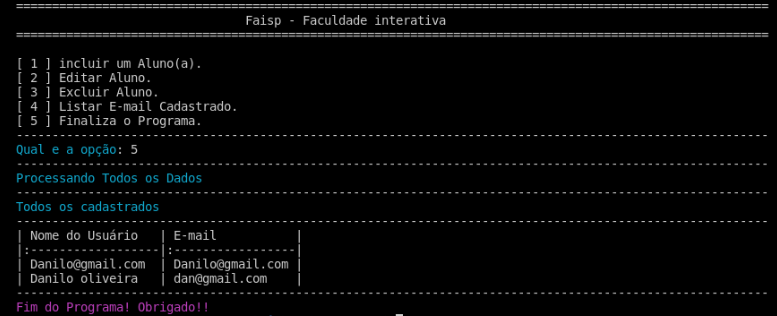 ================================================================================================================
Faisp - Faculdade interativa
================================================================================================================
[ 1 ] incluir um Aluno(a).
[ 2 ] Editar Aluno.
[ 3 ] Excluir Aluno.
[ 4 ] Listar E-mail Cadastrado.
[ 5 ] Finaliza o Programa.
----------------------------------------------------------------------------------------------------------------
Qual e a opção: 5
----------------------------------------------------------------------------------------------------------------
Processando Todos os Dados
----------------------------------------------------------------------------------------------------------------
Todos os cadastrados
----------------------------------------------------------------------------------------------------------------
| Nome do Usuário   | E-mail           |
|:------------------|:-----------------|
| Danilo@gmail.com  | Danilo@gmail.com |
| Danilo oliveira   | dan@gmail.com    |
----------------------------------------------------------------------------------------------------------------
Fim do Programa! Obrigado!!